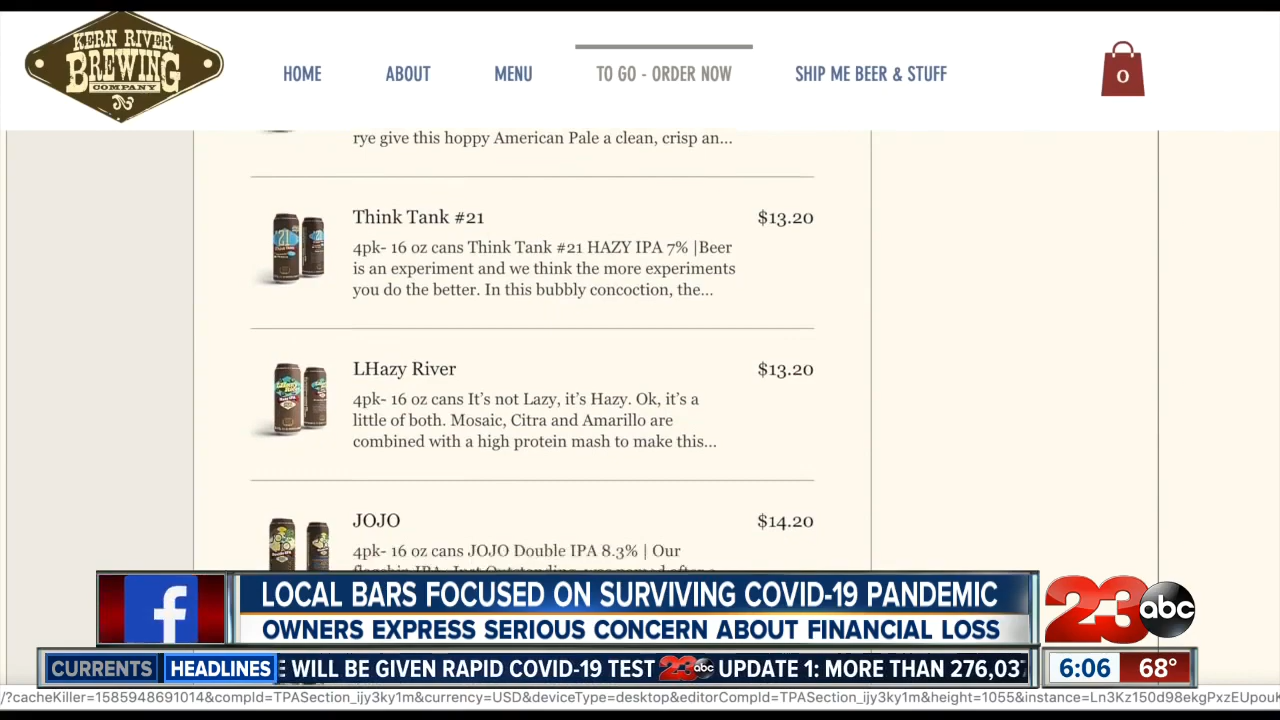 KERN RIVER
BREWING
COMPANY
HOME
ABOUT
MENU
TO GO - ORDER NOW
SHIP ME BEER & STUFF
0
rye give this hoppy American Pale a clean, crisp an...
Think Tank #21
$13.20
4pk- 16 oz cans Think Tank #21 HAZY IPA 7% |Beer
is an experiment and we think the more experiments
you do the better. In this bubbly concoction, the...
LHazy River
$13.20
4pk- 16 oz cans It's not Lazy, it's Hazy. Ok, it's a
little of both. Mosaic, Citra and Amarillo are
combined with a high protein mash to make this...
JOJO
$14.20
4pk- 16 oz cans JOJO Double IPA 8.3% | Our
f
LOCAL BARS FOCUSED ON SURVIVING COVID-19 PANDEMIC
OWNERS EXPRESS SERIOUS CONCERN ABOUT FINANCIAL LOSS
23 abc
CURRENTS
HEADLINES
E WILL BE GIVEN RAPID COVID-19 TEST 23 abc UPDATE 1: MORE THAN 276,037
6:06
68°
/?cacheKiller=1585948691014&compId=TPASection_ijy3ky1m&currency=USD&deviceType=desktop&editorCompId=TPASection_ijy3ky1m&height=1055&instance=Ln3Kz150d98ekgPxzEUpouK